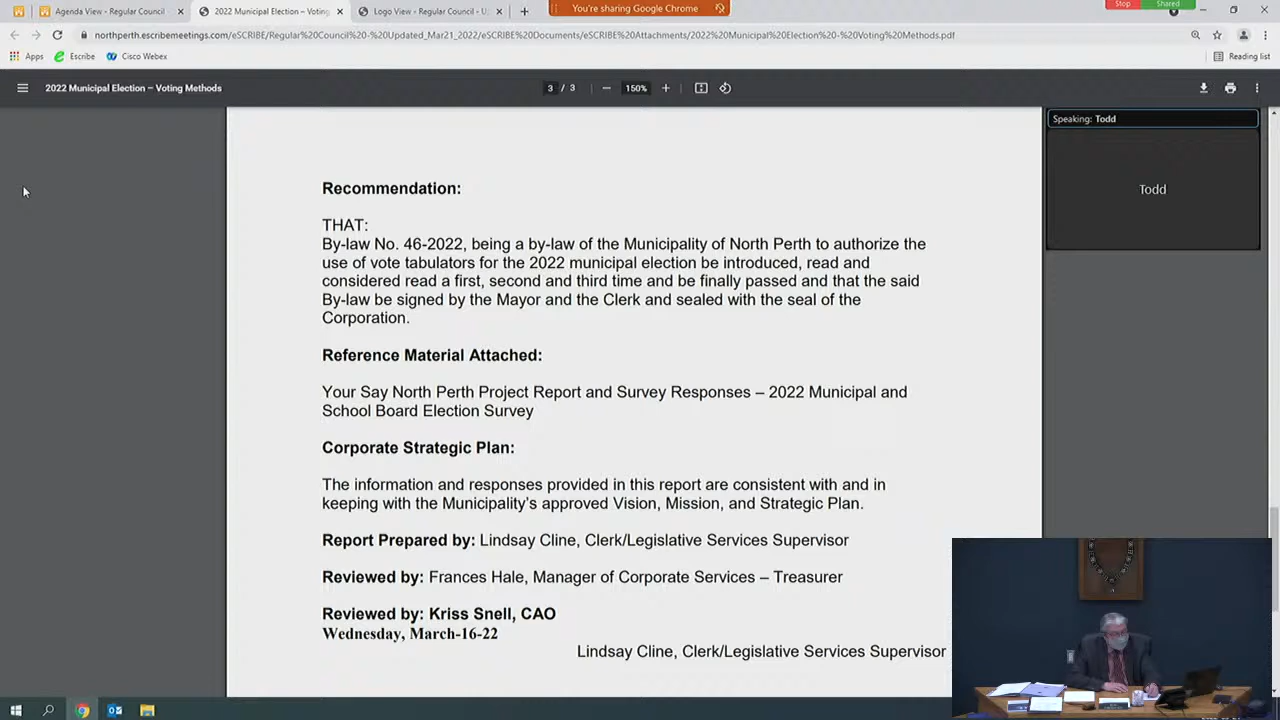 Agenda View - Regular Council
2022 Municipal Election – Voting
Logo View - Regular Council - U
You're sharing Google Chrome
Stop
Shared
northperth.escribemeetings.com/eSCRIBE/Regular%20Council%20-%20Updated_Mar21_2022/eSCRIBE%20Documents/eSCRIBE%20Attachments/2022%20Municipal%20Election%20-%20Voting%20Methods.pdf
Apps
Escribe
Cisco Webex
Reading list
2022 Municipal Election – Voting Methods
3 / 3
150%
Speaking: Todd
Todd
Recommendation:
THAT:
By-law No. 46-2022, being a by-law of the Municipality of North Perth to authorize the
use of vote tabulators for the 2022 municipal election be introduced, read and
considered read a first, second and third time and be finally passed and that the said
By-law be signed by the Mayor and the Clerk and sealed with the seal of the
Corporation.
Reference Material Attached:
Your Say North Perth Project Report and Survey Responses – 2022 Municipal and
School Board Election Survey
Corporate Strategic Plan:
The information and responses provided in this report are consistent with and in
keeping with the Municipality's approved Vision, Mission, and Strategic Plan.
Report Prepared by: Lindsay Cline, Clerk/Legislative Services Supervisor
Reviewed by: Frances Hale, Manager of Corporate Services – Treasurer
Reviewed by: Kriss Snell, CAO
Wednesday, March-16-22
Lindsay Cline, Clerk/Legislative Services Supervisor